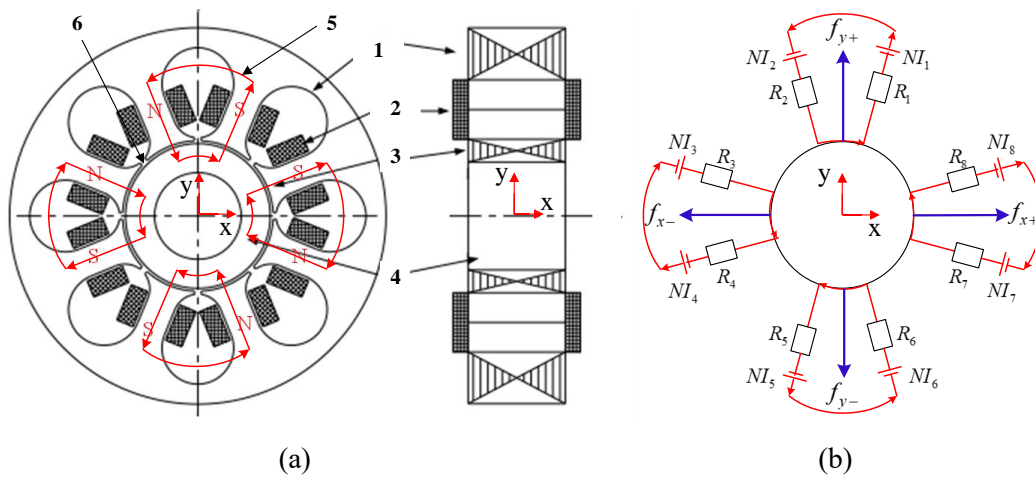 6
5
1
2
3
4
N
S
N
S
S
N
S
N
y
x
y
x
(a)
f_{y+}
NI_2
NI_1
R_2
R_1
NI_3
R_3
R_8
NI_8
y
x
f_{x-}
f_{x+}
NI_4
R_4
R_7
NI_7
R_5
R_6
NI_5
NI_6
f_{y-}
(b)